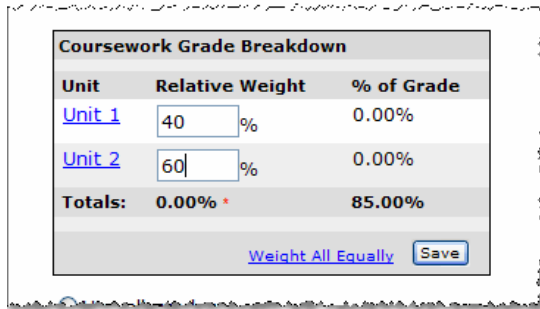 Coursework Grade Breakdown
Unit Relative Weight % of Grade
Unit 1 40 % 0.00%
Unit 2 60 % 0.00%
Totals: 0.00% * 85.00%
Weight All Equally Save